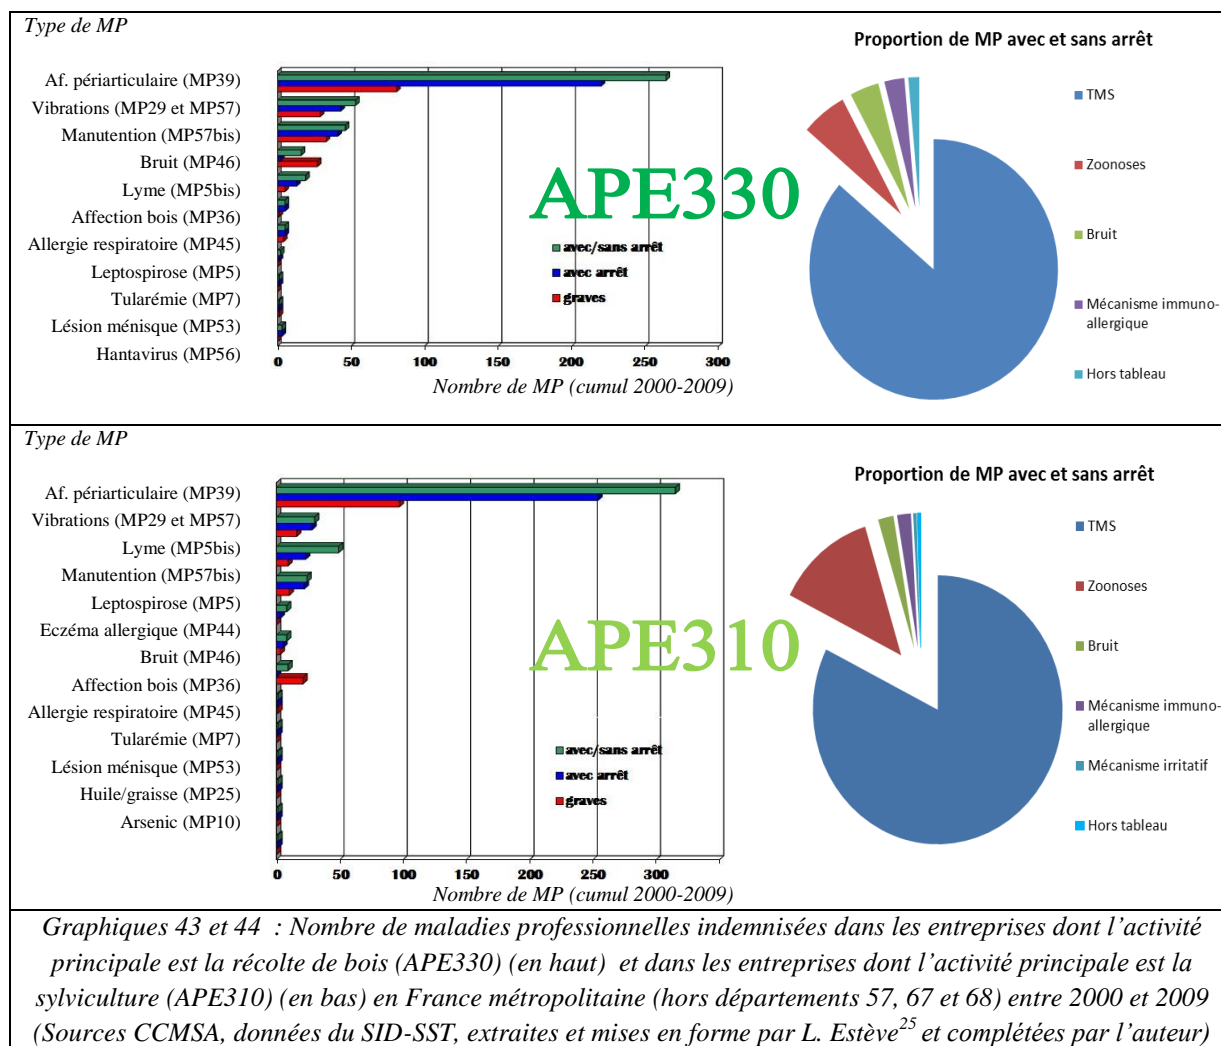 Type de MP
Proportion de MP avec et sans arrêt
Af. périarticulaire (MP39)
Vibrations (MP29 et MP57)
Manutention (MP57bis)
Bruit (MP46)
Lyme (MP5bis)
Affection bois (MP36)
Allergie respiratoire (MP45)
Leptospirose (MP5)
Tularémie (MP7)
Lésion ménisque (MP53)
Hantavirus (MP56)
APE330
avec/sans arrêt
avec arrêt
graves
0 50 100 150 200 250 300
Nombre de MP (cumul 2000-2009)
TMS
Zoonoses
Bruit
Mécanisme immuno-
allergique
Hors tableau
Type de MP
Proportion de MP avec et sans arrêt
Af. périarticulaire (MP39)
Vibrations (MP29 et MP57)
Lyme (MP5bis)
Manutention (MP57bis)
Leptospirose (MP5)
Eczéma allergique (MP44)
Bruit (MP46)
Affection bois (MP36)
Allergie respiratoire (MP45)
Tularémie (MP7)
Lésion ménisque (MP53)
Huile/graisse (MP25)
Arsenic (MP10)
APE310
avec/sans arrêt
avec arrêt
graves
0 50 100 150 200 250 300
Nombre de MP (cumul 2000-2009)
TMS
Zoonoses
Bruit
Mécanisme immuno-
allergique
Mécanisme irritatif
Hors tableau
Graphiques 43 et 44 : Nombre de maladies professionnelles indemnisées dans les entreprises dont l'activité
principale est la récolte de bois (APE330) (en haut) et dans les entreprises dont l'activité principale est la
sylviculture (APE310) (en bas) en France métropolitaine (hors départements 57, 67 et 68) entre 2000 et 2009
(Sources CCMSA, données du SID-SST, extraites et mises en forme par L. Estève25 et complétées par l'auteur)